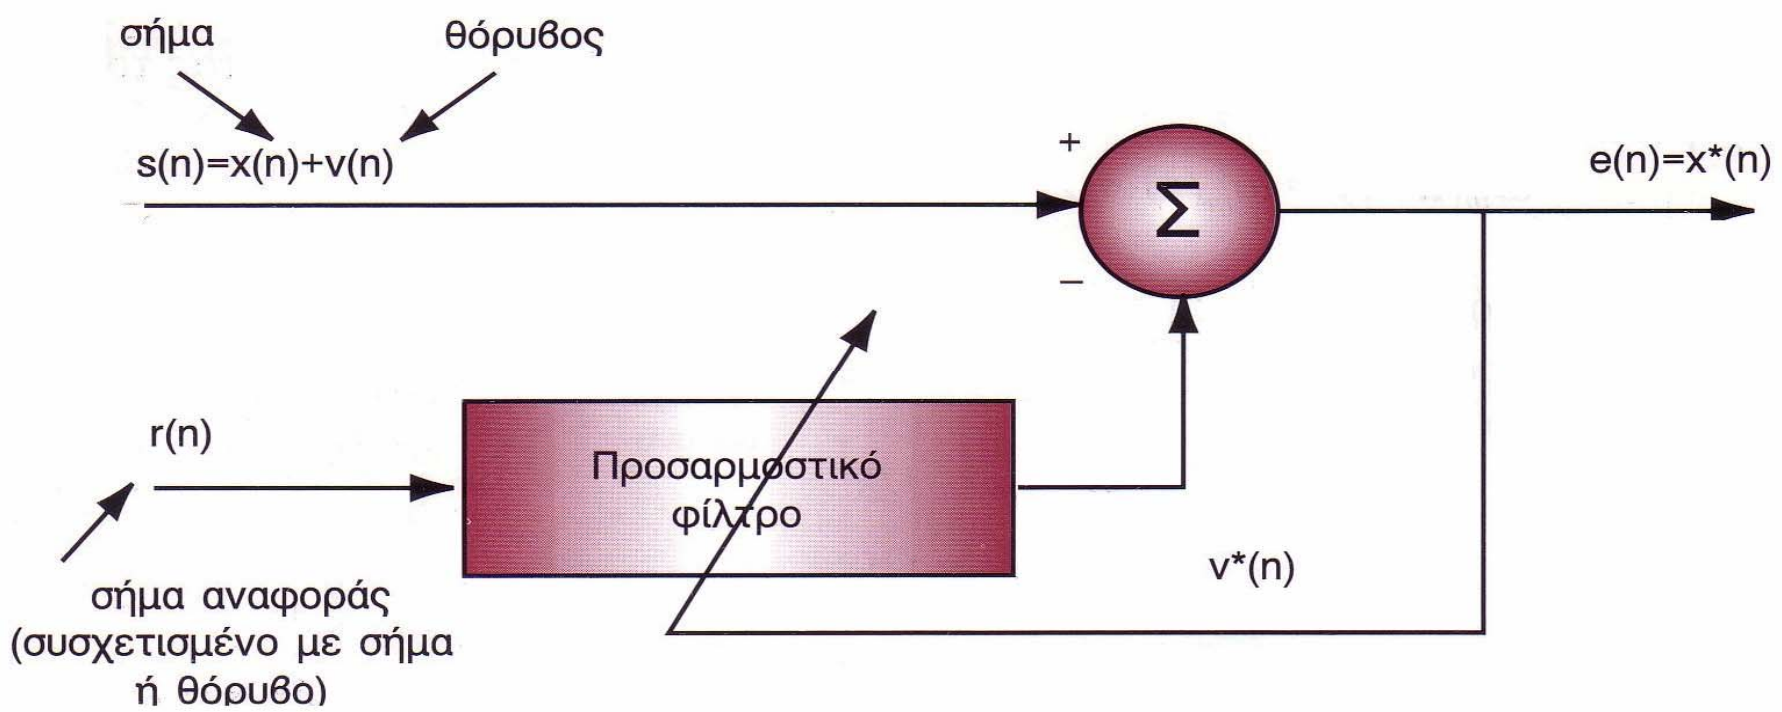 σήμα
θόρυβος
s(n)=x(n)+v(n)
+
Σ
e(n)=x*(n)
−
r(n)
Προσαρμοστικό
φίλτρο
v*(n)
σήμα αναφοράς
(συσχετισμένο με σήμα
ή θόρυβο)